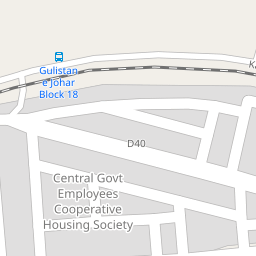 Gulistan
e johar
Block 18
D40
Central Govt
Employees
Cooperative
Housing Society